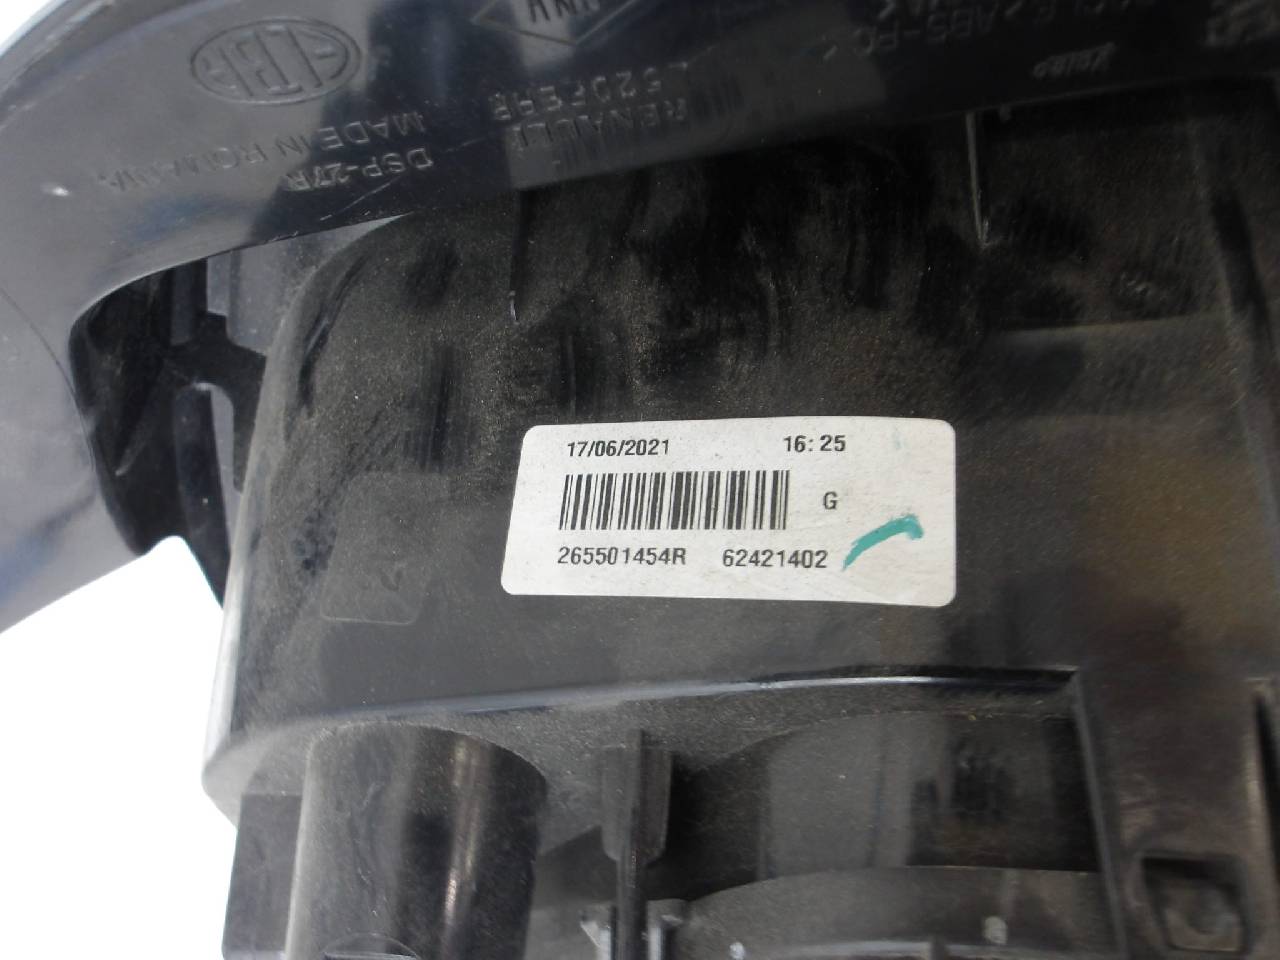 17/06/2021 16:25
G
265501454R 62421402
RENAULT
DSP-27R
MADE IN ROMANIA